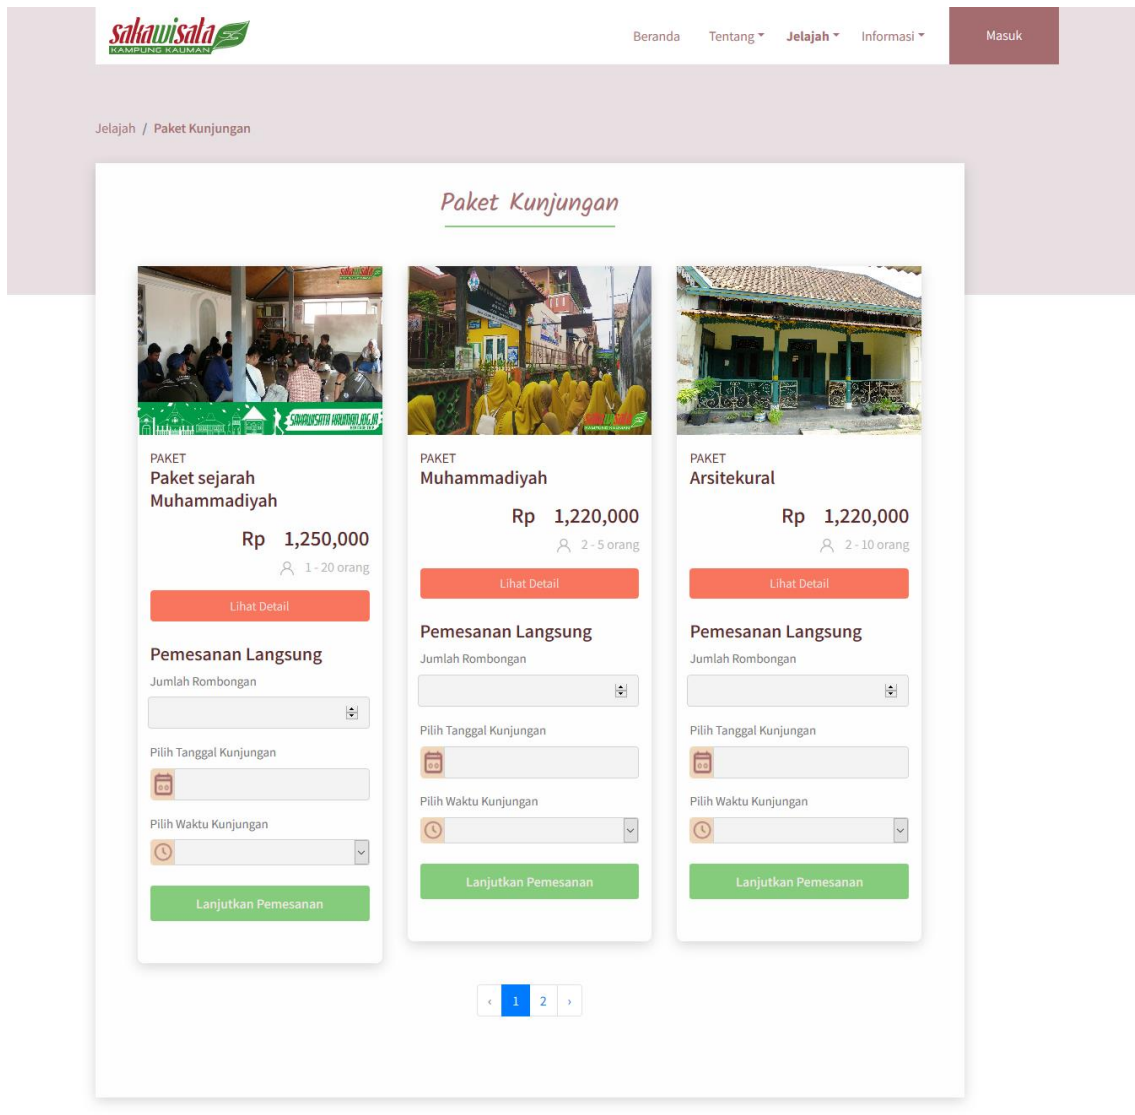 sakawisata
KAMPUNG KAUMAN
Beranda Tentang Jelajah Informasi Masuk
Jelajah / Paket Kunjungan
Paket Kunjungan
PAKET
Paket sejarah
Muhammadiyah
Rp 1,250,000
1 - 20 orang
Lihat Detail
Pemesanan Langsung
Jumlah Rombongan
Pilih Tanggal Kunjungan
Pilih Waktu Kunjungan
Lanjutkan Pemesanan
PAKET
Muhammadiyah
Rp 1,220,000
2 - 5 orang
Lihat Detail
Pemesanan Langsung
Jumlah Rombongan
Pilih Tanggal Kunjungan
Pilih Waktu Kunjungan
Lanjutkan Pemesanan
PAKET
Arsitekural
Rp 1,220,000
2 - 10 orang
Lihat Detail
Pemesanan Langsung
Jumlah Rombongan
Pilih Tanggal Kunjungan
Pilih Waktu Kunjungan
Lanjutkan Pemesanan
‹ 1 2 ›